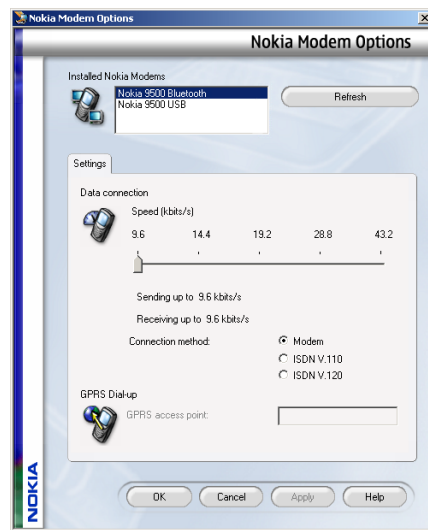 Nokia Modem Options
Nokia Modem Options
Installed Nokia Modems
Nokia 9500 Bluetooth
Nokia 9500 USB
Refresh
Settings
Data connection
Speed (kbits/s)
9.6 14.4 19.2 28.8 43.2
Sending up to 9.6 kbits/s
Receiving up to 9.6 kbits/s
Connection method: Modem
ISDN V.110
ISDN V.120
GPRS Dial-up
GPRS access point:
NOKIA
OK Cancel Apply Help